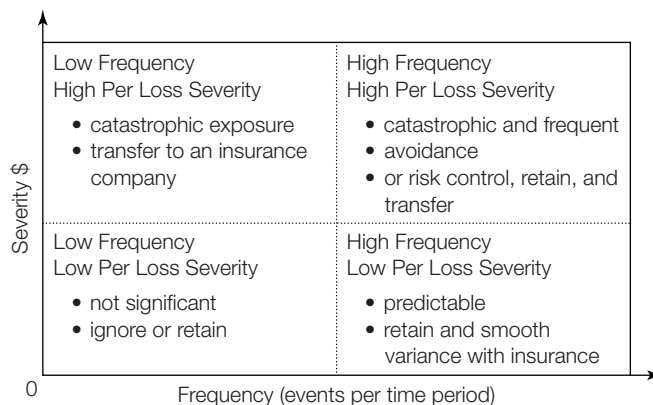 Severity $
Low Frequency
High Per Loss Severity
• catastrophic exposure
• transfer to an insurance
company
High Frequency
High Per Loss Severity
• catastrophic and frequent
• avoidance
• or risk control, retain, and
transfer
Low Frequency
Low Per Loss Severity
• not significant
• ignore or retain
High Frequency
Low Per Loss Severity
• predictable
• retain and smooth
variance with insurance
0
Frequency (events per time period)